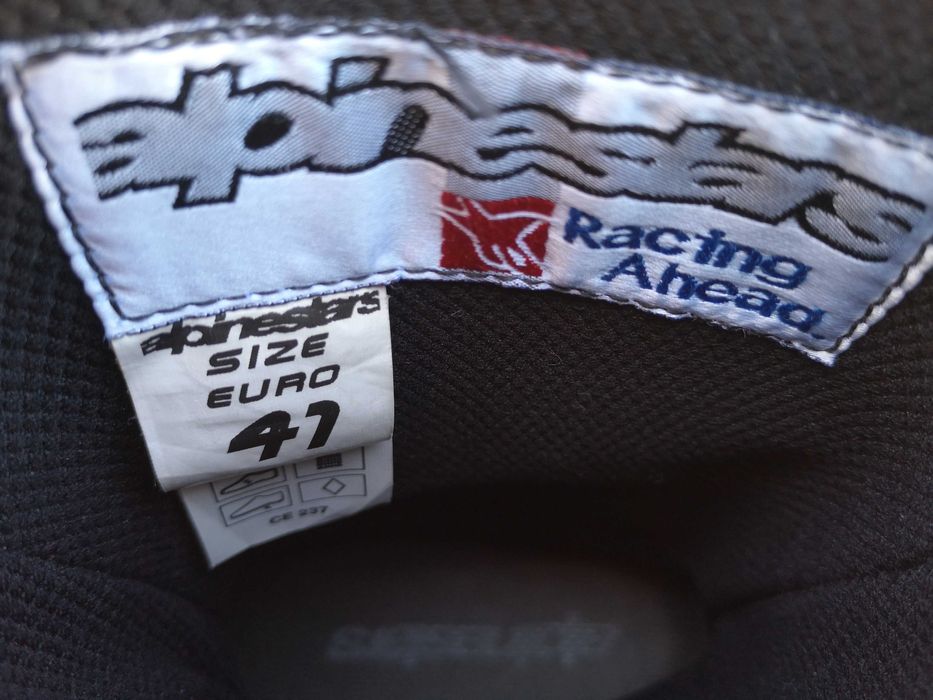 alpinestars
Racing
Ahead
alpinestars
SIZE
EURO
41
CE 237